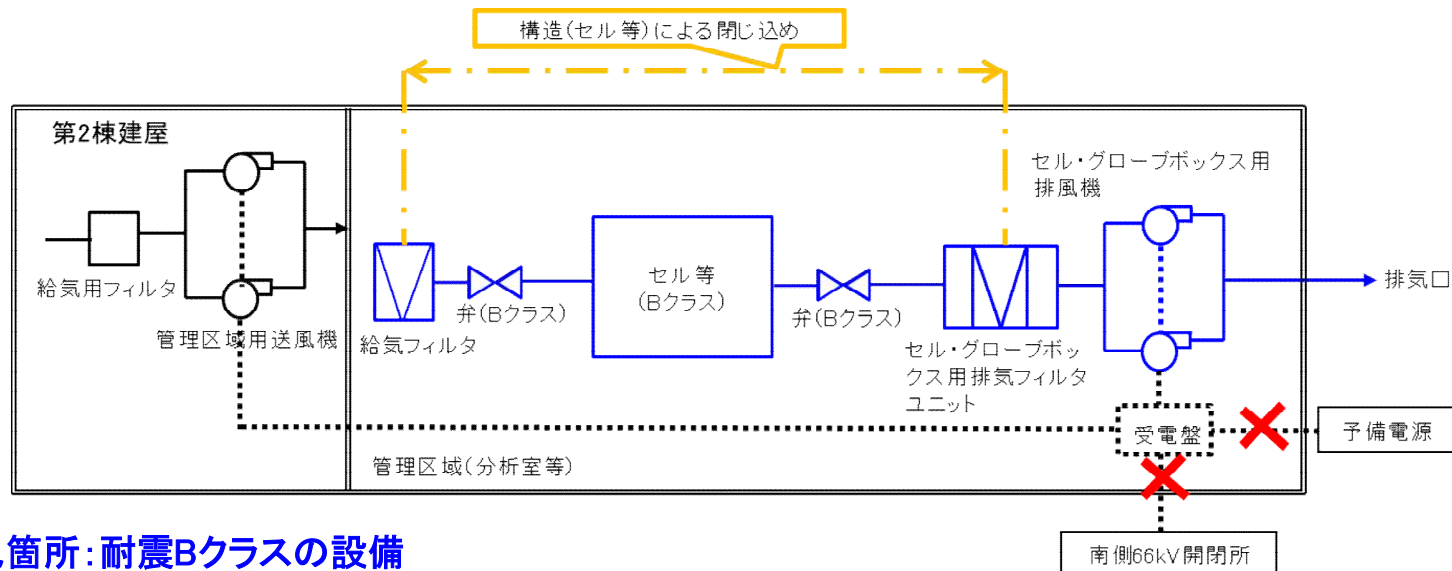 構造(セル等)による閉じ込め
第2棟建屋
セル・グローブボックス用
排風機
給気用フィルタ
管理区域用送風機
給気フィルタ
弁(Bクラス)
セル等
(Bクラス)
弁(Bクラス)
セル・グローブボッ
クス用排気フィルタ
ユニット
排気口
受電盤
予備電源
管理区域(分析室等)
南側66kV開閉所
箇所：耐震Bクラスの設備